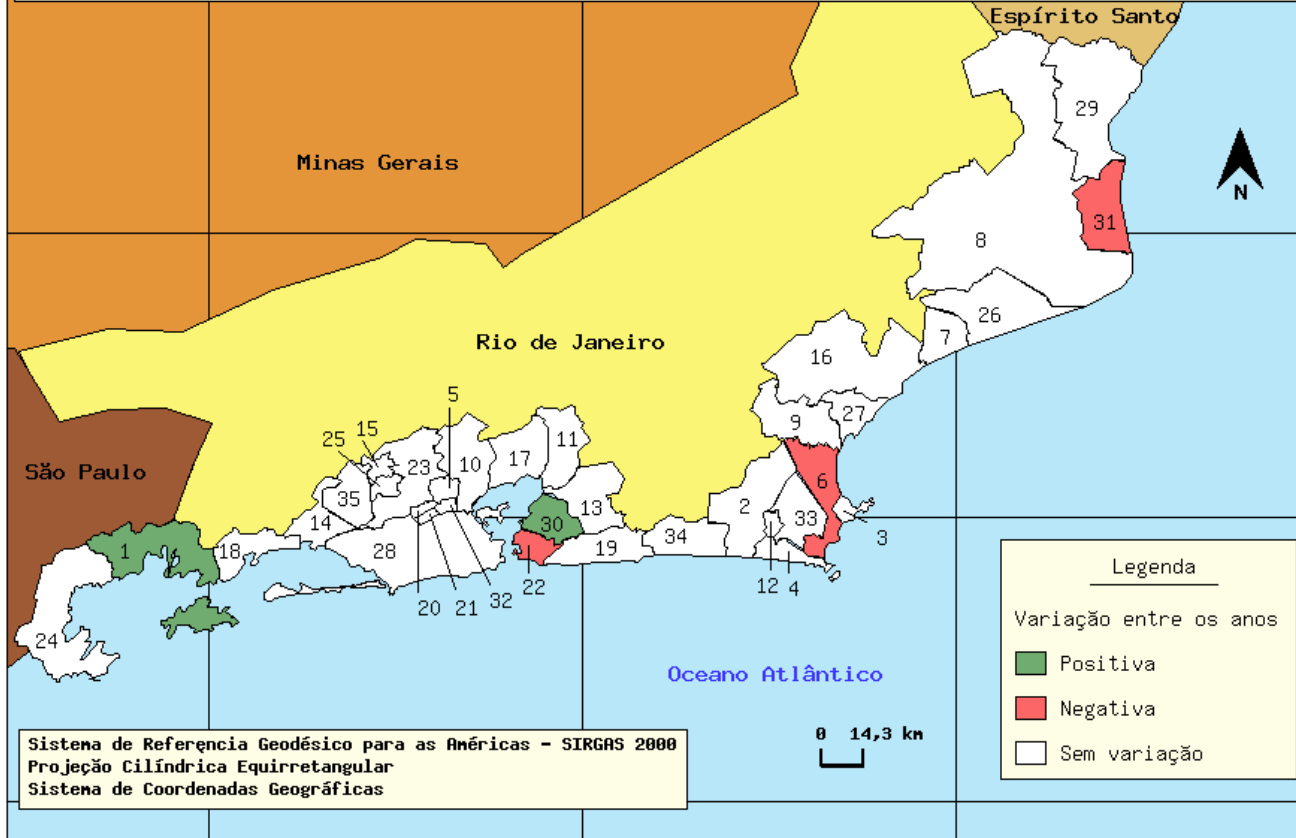 Espírito Santo
29
Minas Gerais
N
31
8
26
7
Rio de Janeiro
16
5
15
27
9
11
25
23
17
10
São Paulo
6
35
2
13
30
33
14
34
3
1
18
28
19
12
4
22
20
21
32
24
Oceano Atlântico
0 14,3 km
Legenda
Variação entre os anos
Positiva
Negativa
Sem variação
Sistema de Referençia Geodésico para as Américas - SIRGAS 2000
Projeção Cilíndrica Equirretangular
Sistema de Coordenadas Geográficas